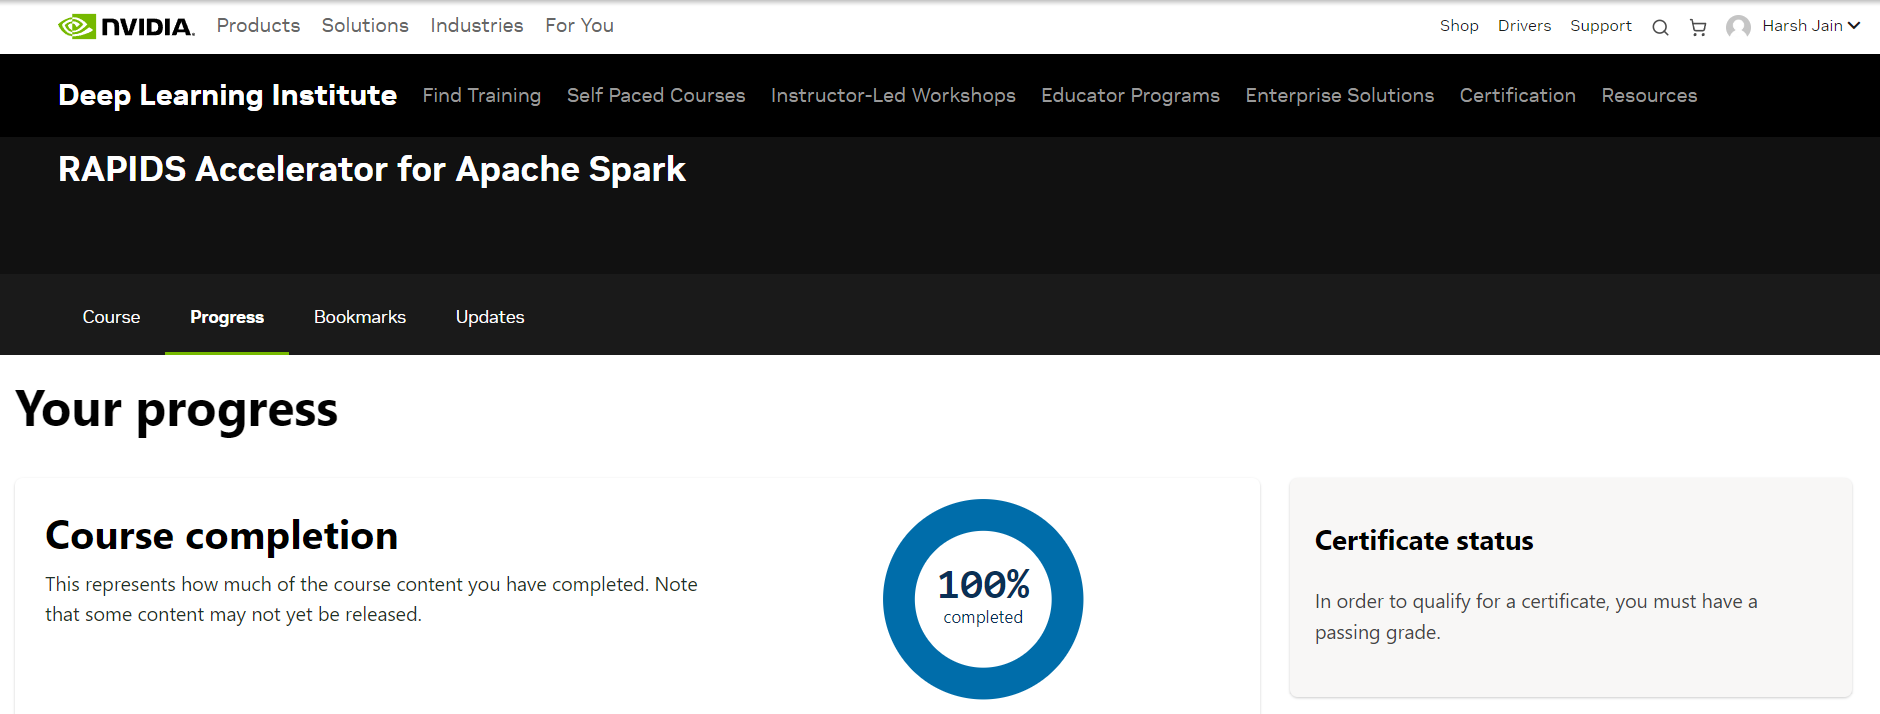 NVIDIA. Products Solutions Industries For You Shop Drivers Support Harsh Jain
Deep Learning Institute Find Training Self Paced Courses Instructor-Led Workshops Educator Programs Enterprise Solutions Certification Resources
RAPIDS Accelerator for Apache Spark
Course Progress Bookmarks Updates
Your progress
Course completion
This represents how much of the course content you have completed. Note
that some content may not yet be released.
100%
completed
Certificate status
In order to qualify for a certificate, you must have a
passing grade.